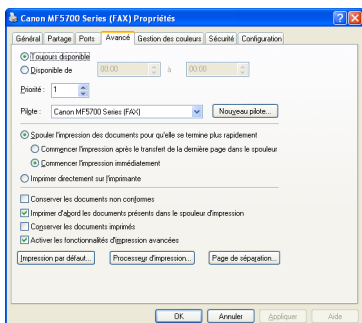 Canon MF5700 Series (FAX) Propriétés
Général Partage Ports Avancé Gestion des couleurs Sécurité Configuration
Toujours disponible
Disponible de 00:00 à 00:00
Priorité : 1
Pilote : Canon MF5700 Series (FAX) Nouveau pilote...
Spouler l'impression des documents pour qu'elle se termine plus rapidement
Commencer l'impression après le transfert de la dernière page dans le spouleur
Commencer l'impression immédiatement
Imprimer directement sur l'imprimante
Conserver les documents non conformes
Imprimer d'abord les documents présents dans le spouleur d'impression
Conserver les documents imprimés
Activer les fonctionnalités d'impression avancées
Impression par défaut... Processeur d'impression... Page de séparation...
OK Annuler Appliquer Aide